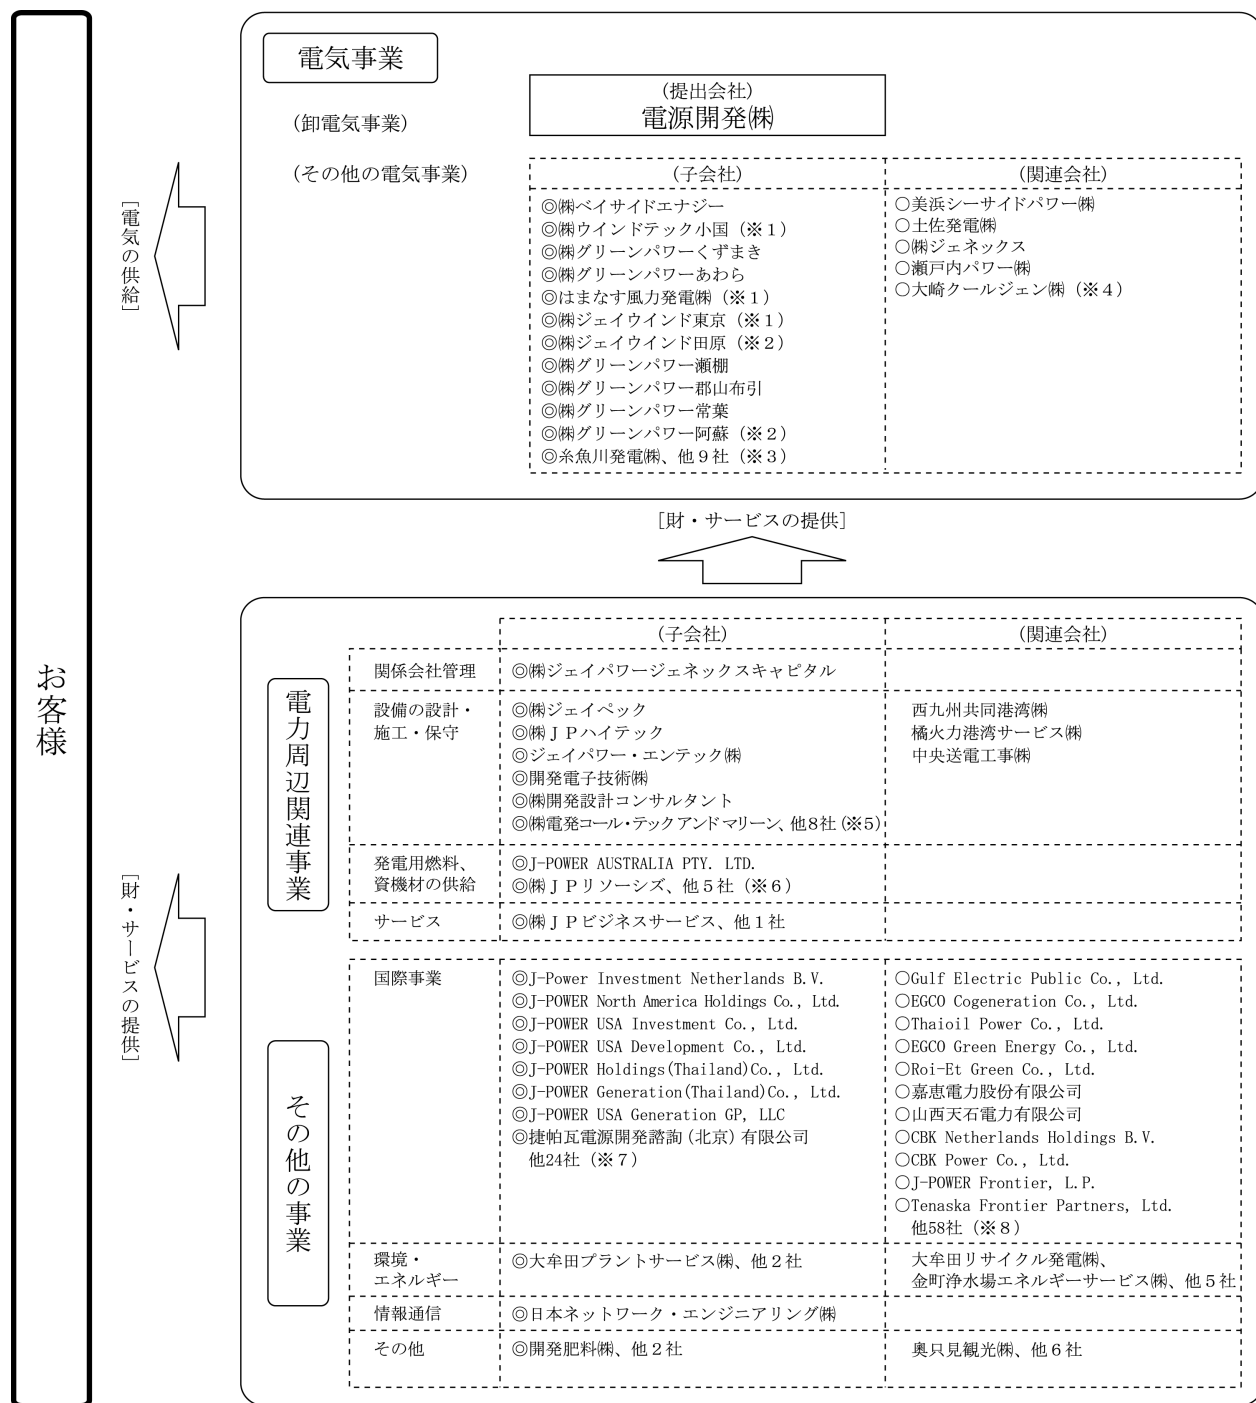 お客様
[電気の供給]
[財・サービスの提供]
電気事業
(提出会社)
電源開発㈱
(卸電気事業)
(その他の電気事業)
(子会社)
◎㈱ベイサイドエナジー
◎㈱ウインドテック小国 (※１)
◎㈱グリーンパワーくずまき
◎㈱グリーンパワーあわら
◎はまなす風力発電㈱ (※１)
◎㈱ジェイウインド東京 (※１)
◎㈱ジェイウインド田原 (※２)
◎㈱グリーンパワー瀬棚
◎㈱グリーンパワー郡山布引
◎㈱グリーンパワー常葉
◎㈱グリーンパワー阿蘇 (※２)
◎糸魚川発電㈱、他９社 (※３)
(関連会社)
○美浜シーサイドパワー㈱
○土佐発電㈱
○㈱ジェネックス
○瀬戸内パワー㈱
○大崎クールジェン㈱ (※４)
[財・サービスの提供]
(子会社)
(関連会社)
電力周辺関連事業
関係会社管理
◎㈱ジェイパワージェネックスキャピタル
設備の設計・
施工・保守
◎㈱ジェイペック
◎㈱ＪＰハイテック
◎ジェイパワー・エンテック㈱
◎開発電子技術㈱
◎㈱開発設計コンサルタント
◎㈱電発コール・テック アンド マリーン、他8社 (※5)
西九州共同港湾㈱
橘火力港湾サービス㈱
中央送電工事㈱
発電用燃料、
資機材の供給
◎J-POWER AUSTRALIA PTY. LTD.
◎㈱ＪＰリソーシズ、他５社 (※６)
サービス
◎㈱ＪＰビジネスサービス、他１社
その他の事業
国際事業
◎J-Power Investment Netherlands B.V.
◎J-POWER North America Holdings Co., Ltd.
◎J-POWER USA Investment Co., Ltd.
◎J-POWER USA Development Co., Ltd.
◎J-POWER Holdings(Thailand)Co., Ltd.
◎J-POWER Generation(Thailand)Co., Ltd.
◎J-POWER USA Generation GP, LLC
◎捷帕瓦電源開発諮詢 (北京) 有限公司
他24社 (※７)
○Gulf Electric Public Co., Ltd.
○EGCO Cogeneration Co., Ltd.
○Thaioil Power Co., Ltd.
○EGCO Green Energy Co., Ltd.
○Roi-Et Green Co., Ltd.
○嘉恵電力股份有限公司
○山西天石電力有限公司
○CBK Netherlands Holdings B.V.
○CBK Power Co., Ltd.
○J-POWER Frontier, L.P.
○Tenaska Frontier Partners, Ltd.
他58社 (※８)
環境・
エネルギー
◎大牟田プラントサービス㈱、他２社
大牟田リサイクル発電㈱、
金町浄水場エネルギーサービス㈱、他５社
情報通信
◎日本ネットワーク・エンジニアリング㈱
その他
◎開発肥料㈱、他２社
奥只見観光㈱、他６社